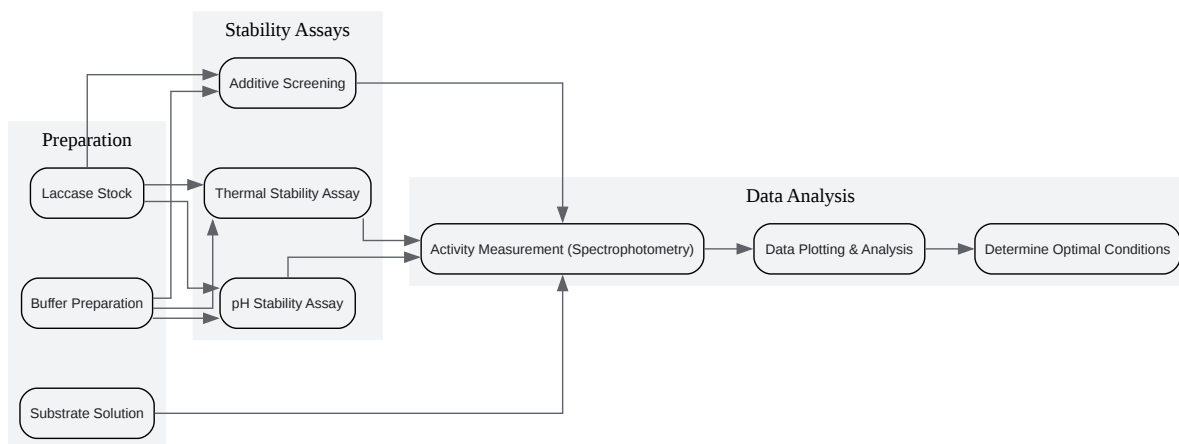 Stability Assays
Additive Screening
Preparation
Laccase Stock
Thermal Stability Assay
Data Analysis
Activity Measurement (Spectrophotometry)
Data Plotting & Analysis
Determine Optimal Conditions
Buffer Preparation
pH Stability Assay
Substrate Solution